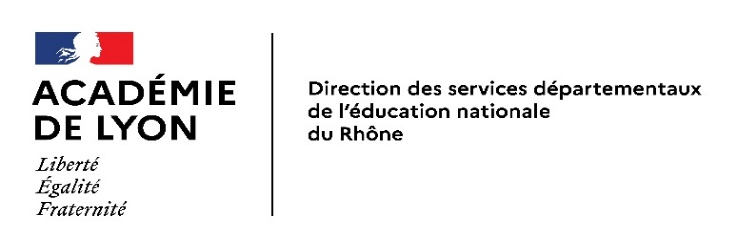 ACADÉMIE
DE LYON
Liberté
Égalité
Fraternité
Direction des services départementaux
de l’éducation nationale
du Rhône